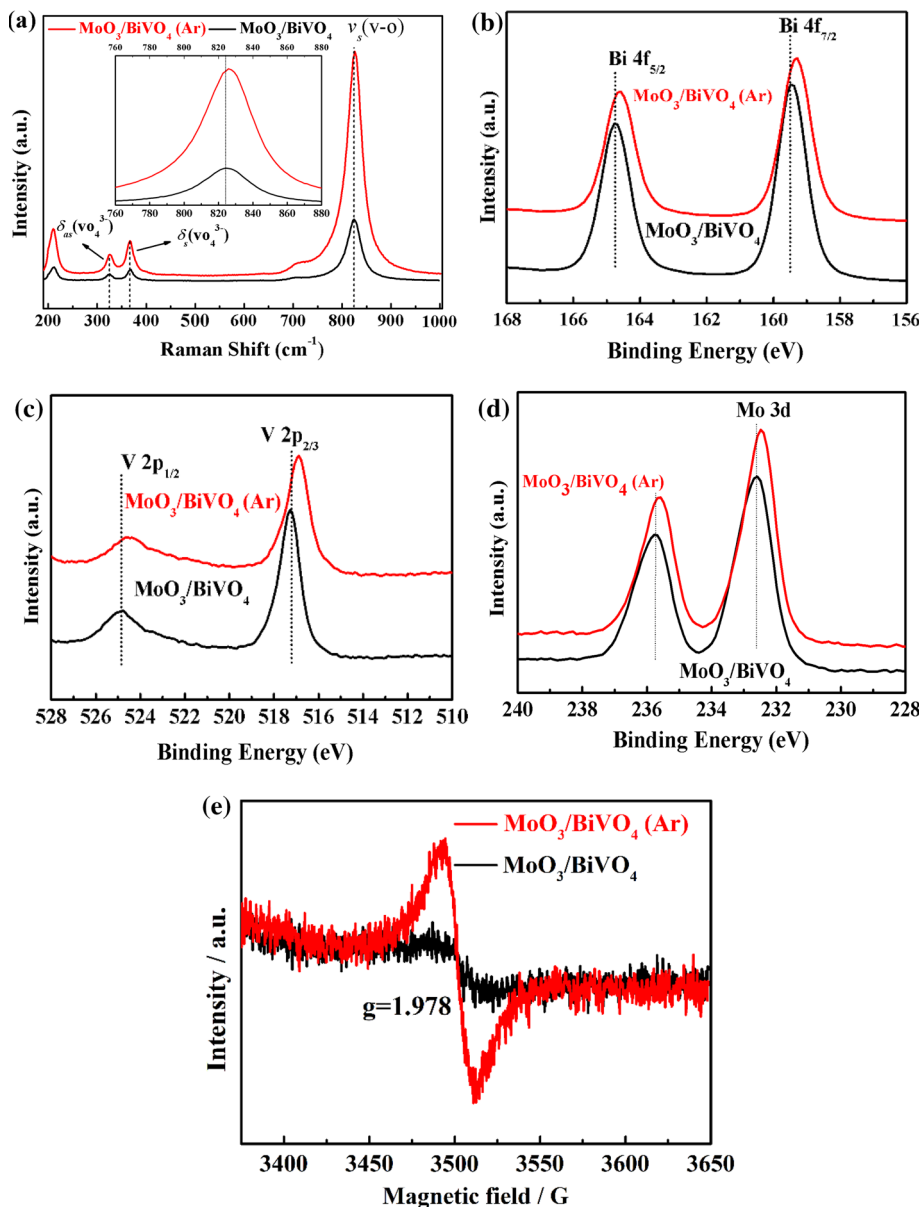 (a)
MoO3/BiVO4 (Ar) MoO3/BiVO4
νs(v-o)
760 780 800 820 840 860 880
760 780 800 820 840 860 880
δas(vo4^3-)
δs(vo4^3-)
Intensity (a.u.)
200 300 400 500 600 700 800 900 1000
Raman Shift (cm^-1)
(b)
Bi 4f7/2
Bi 4f5/2
MoO3/BiVO4 (Ar)
MoO3/BiVO4
Intensity (a.u.)
168 166 164 162 160 158 156
Binding Energy (eV)
(c)
V 2p2/3
V 2p1/2
MoO3/BiVO4 (Ar)
MoO3/BiVO4
Intensity (a.u.)
528 526 524 522 520 518 516 514 512 510
Binding Energy (eV)
(d)
Mo 3d
MoO3/BiVO4 (Ar)
MoO3/BiVO4
Intensity (a.u.)
240 238 236 234 232 230 228
Binding Energy (eV)
(e)
MoO3/BiVO4 (Ar)
MoO3/BiVO4
g=1.978
Intensity / a.u.
3400 3450 3500 3550 3600 3650
Magnetic field / G